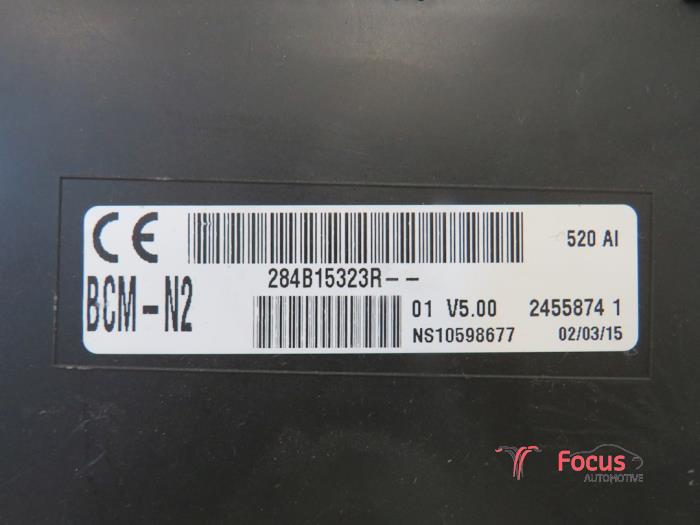 CE 520 AI
284B15323R--
BCM-N2 01 V5.00 2455874 1
NS10598677 02/03/15
Focus
AUTOMOTIVE